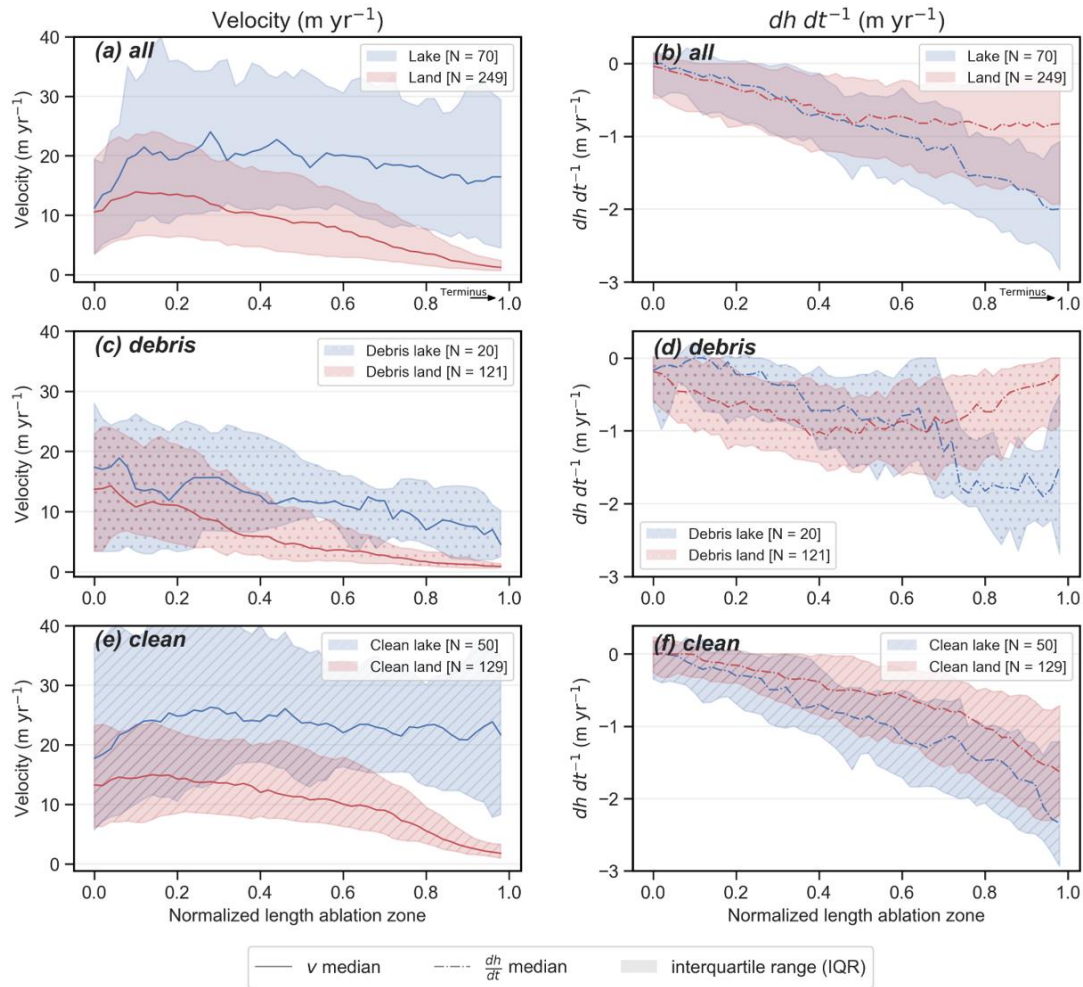 Velocity (m yr⁻¹)
dh dt⁻¹ (m yr⁻¹)
(a) all
Lake [N = 70]
Land [N = 249]
Velocity (m yr⁻¹)
40
30
20
10
0
0.0 0.2 0.4 0.6 0.8 1.0
Terminus
(b) all
Lake [N = 70]
Land [N = 249]
dh dt⁻¹ (m yr⁻¹)
0
−1
−2
−3
0.0 0.2 0.4 0.6 0.8 1.0
Terminus
(c) debris
Debris lake [N = 20]
Debris land [N = 121]
Velocity (m yr⁻¹)
40
30
20
10
0
0.0 0.2 0.4 0.6 0.8 1.0
(d) debris
Debris lake [N = 20]
Debris land [N = 121]
dh dt⁻¹ (m yr⁻¹)
0
−1
−2
−3
0.0 0.2 0.4 0.6 0.8 1.0
(e) clean
Clean lake [N = 50]
Clean land [N = 129]
Velocity (m yr⁻¹)
40
30
20
10
0
0.0 0.2 0.4 0.6 0.8 1.0
Normalized length ablation zone
(f) clean
Clean lake [N = 50]
Clean land [N = 129]
dh dt⁻¹ (m yr⁻¹)
0
−1
−2
−3
0.0 0.2 0.4 0.6 0.8 1.0
Normalized length ablation zone
v median
dh/dt median
interquartile range (IQR)